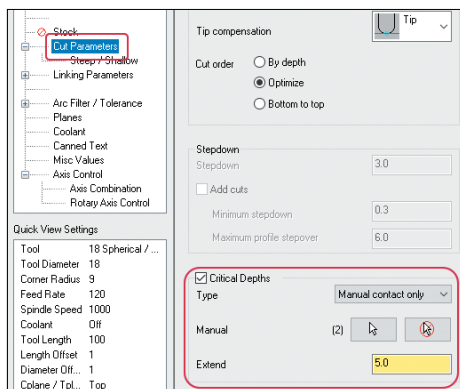 Stock
Cut Parameters
Steep / Shallow
Linking Parameters
Arc Filter / Tolerance
Planes
Coolant
Canned Text
Misc Values
Axis Control
Axis Combination
Rotary Axis Control
Quick View Settings
Tool 18 Spherical / ...
Tool Diameter 18
Corner Radius 9
Feed Rate 120
Spindle Speed 1000
Coolant Off
Tool Length 100
Length Offset 1
Diameter Off... 1
Cplane / Tpl... Top
Tip compensation Tip
Cut order
By depth
Optimize
Bottom to top
Stepdown
Stepdown 3.0
Add cuts
Minimum stepdown 0.3
Maximum profile stepover 6.0
Critical Depths
Type Manual contact only
Manual (2)
Extend 5.0